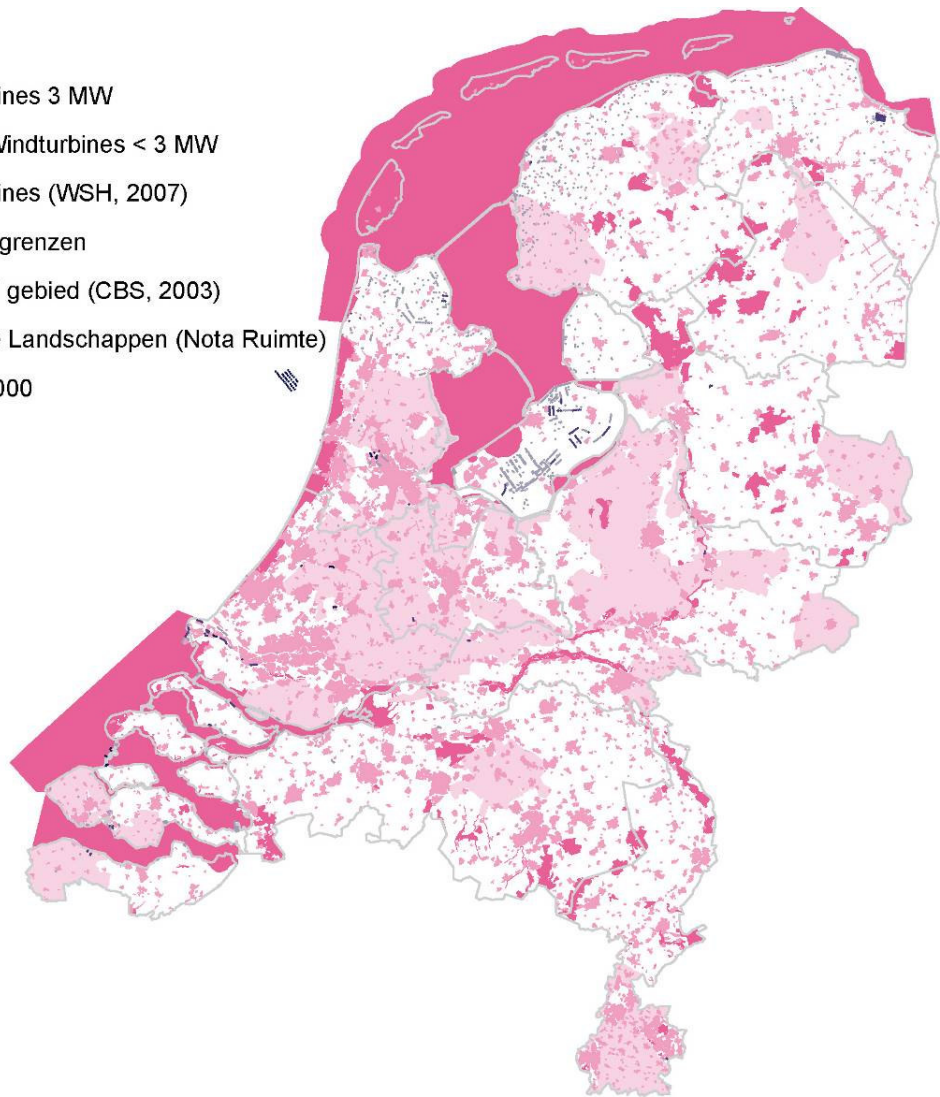 ines 3 MW
Windturbines < 3 MW
ines (WSH, 2007)
grenzen
gebied (CBS, 2003)
Landschappen (Nota Ruimte)
000